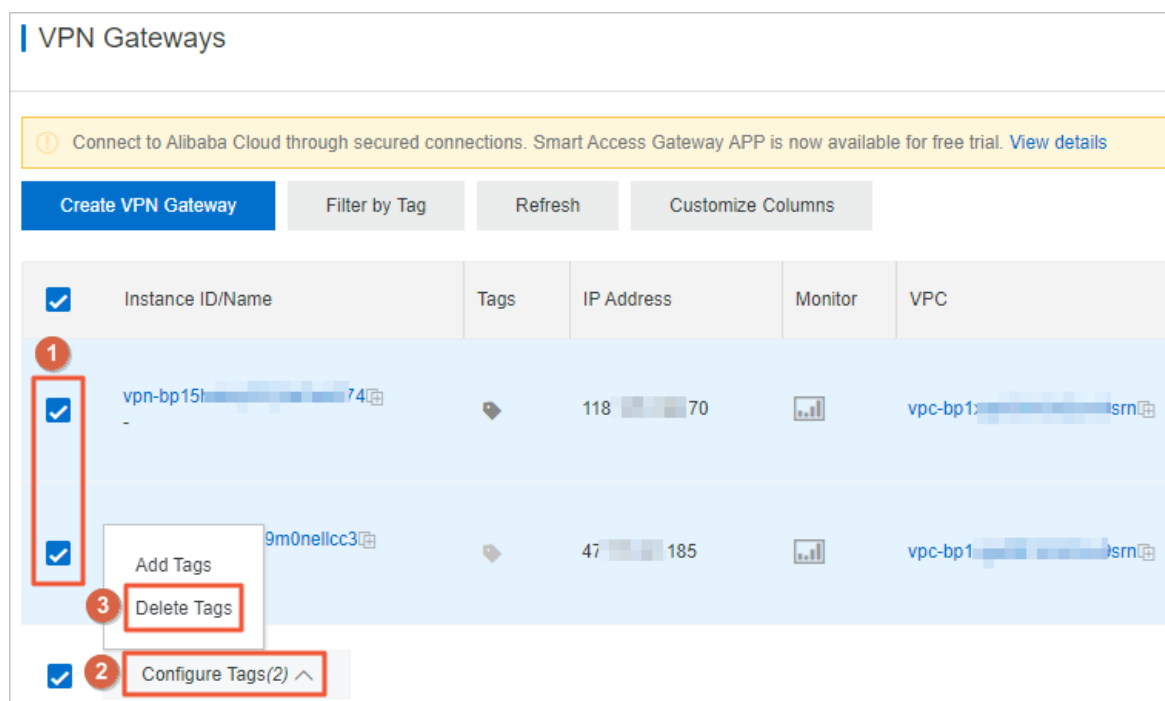 VPN Gateways
Connect to Alibaba Cloud through secured connections. Smart Access Gateway APP is now available for free trial. View details
Create VPN Gateway Filter by Tag Refresh Customize Columns
Instance ID/Name Tags IP Address Monitor VPC
1
vpn-bp15 74 118 70 vpc-bp1 srn
-
9m0nellcc3 47 185 vpc-bp1 srn
Add Tags
3 Delete Tags
2 Configure Tags(2)